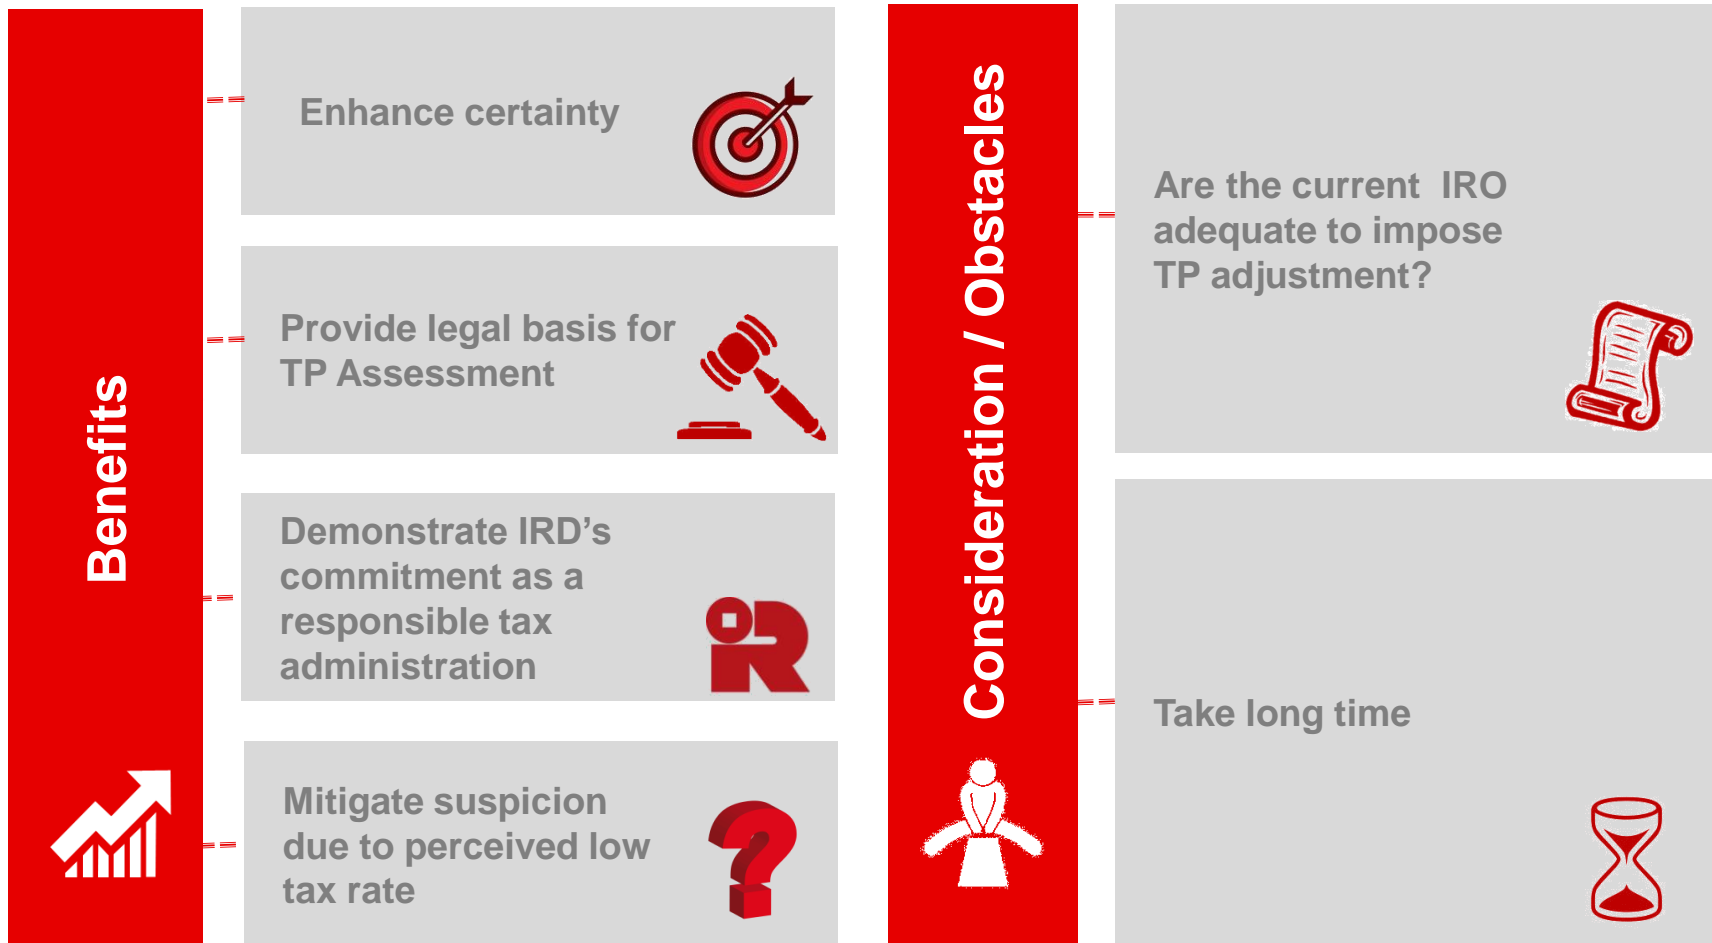 Benefits
Enhance certainty
Provide legal basis for
TP Assessment
Demonstrate IRD’s
commitment as a
responsible tax
administration
Mitigate suspicion
due to perceived low
tax rate
Consideration / Obstacles
Are the current  IRO
adequate to impose
TP adjustment?
Take long time